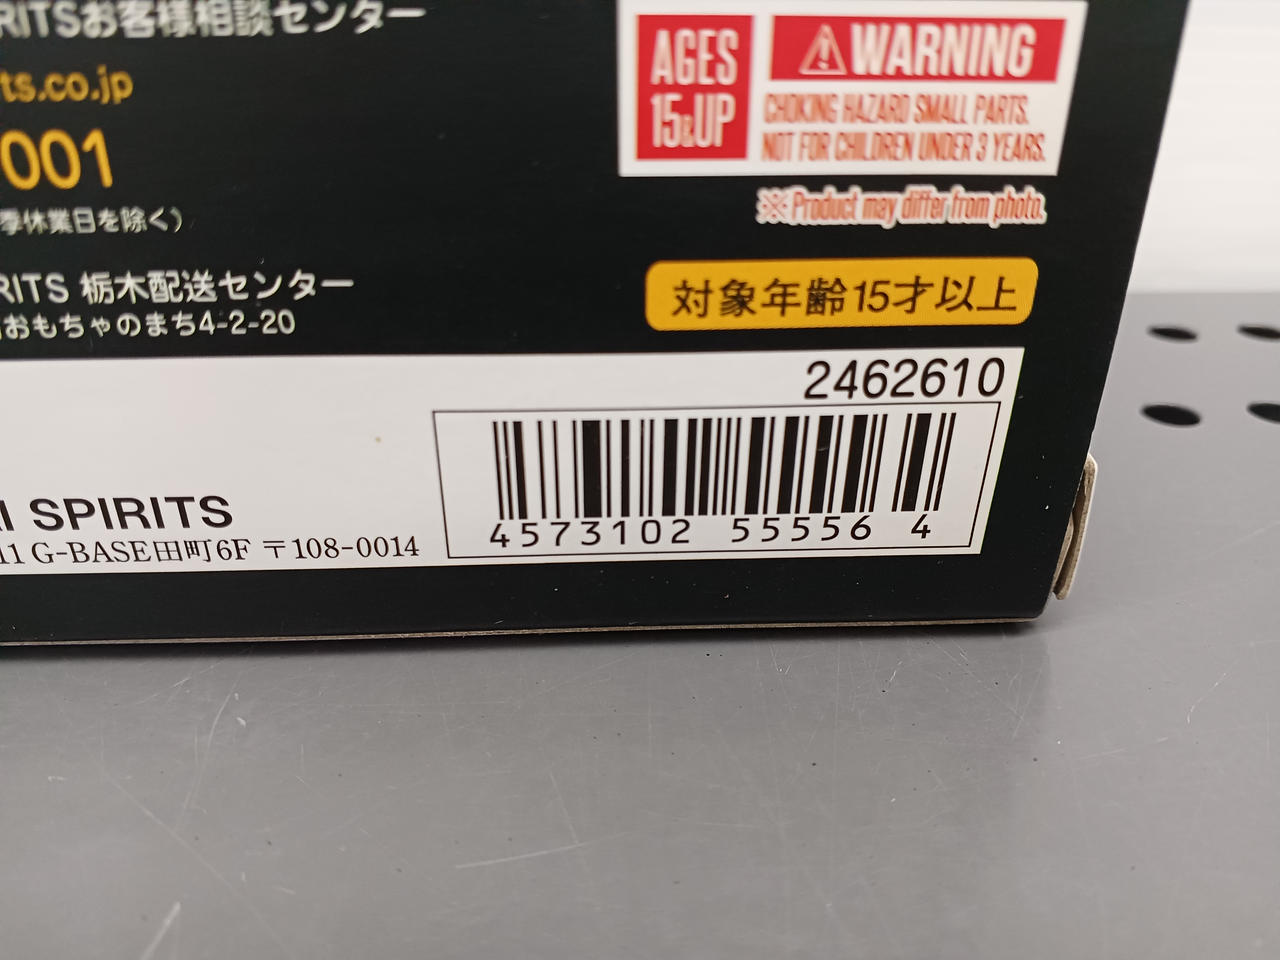 RITSお客様相談センター
ts.co.jp
001
季休業日を除く）
RITS 栃木配送センター
おもちゃのまち4-2-20
AGES
15&UP
⚠WARNING
CHOKING HAZARD SMALL PARTS.
NOT FOR CHILDREN UNDER 3 YEARS.
※Product may differ from photo.
対象年齢15才以上
2462610
4573102 55556 4
I SPIRITS
11 G-BASE田町6F 〒108-0014